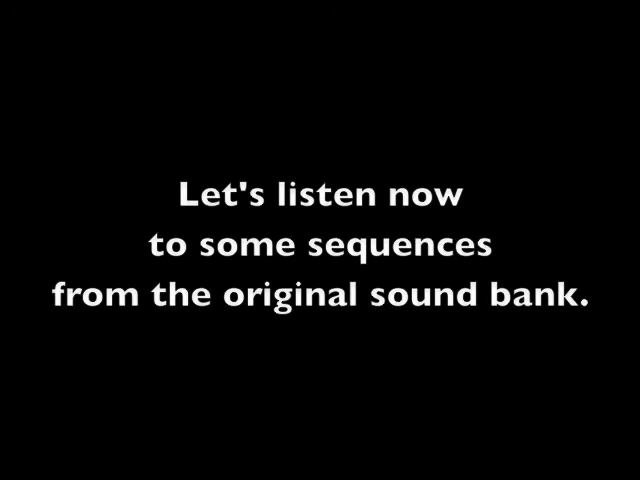 Let's listen now
to some sequences
from the original sound bank.